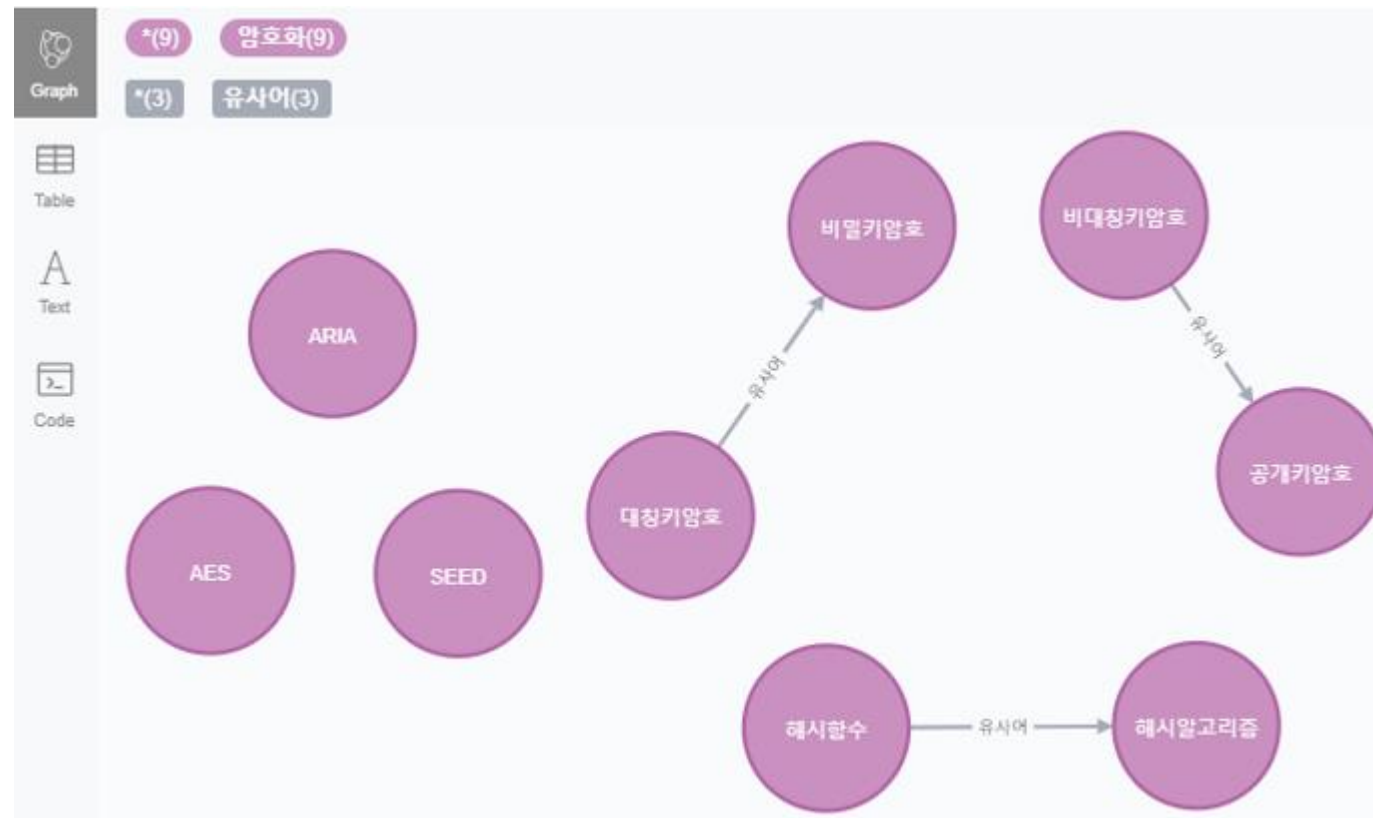 *(9) 암호화(9)
Graph
*(3) 유사어(3)
Table
Text
Code
비밀키암호
비대칭키암호
유사어
ARIA
유사어
공개키암호
대칭키암호
AES
SEED
해시함수
유사어
해시알고리즘